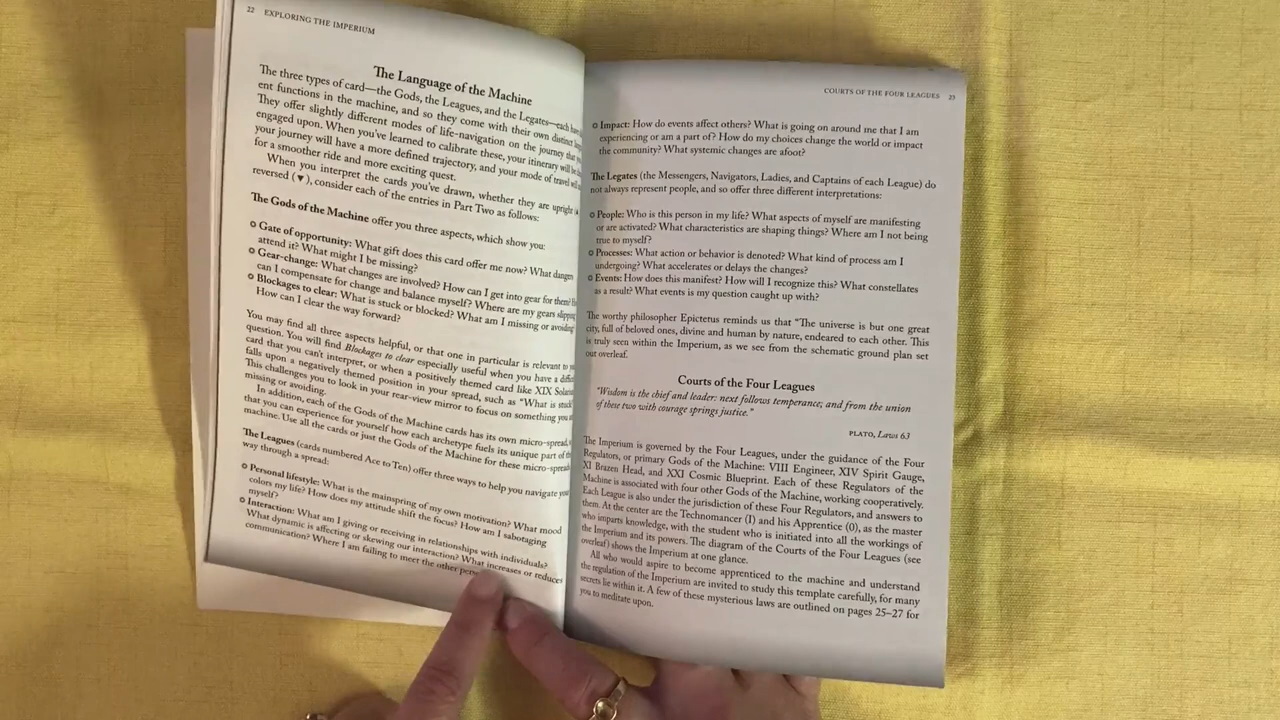 22 EXPLORING THE IMPERIUM
The Language of the Machine
The three types of card—the Gods, the Leagues, and the Legates—each have
ent functions in the machine, and so they come with their own distinct
They offer slightly different modes of life-navigation on the journey that
engaged upon. When you've learned to calibrate these, your itinerary will be
your journey will have a more defined trajectory, and your mode of travel will
for a smoother ride and more exciting quest.
When you interpret the cards you've drawn, whether they are upright
reversed (▼), consider each of the entries in Part Two as follows:
The Gods of the Machine offer you three aspects, which show you:
Gate of opportunity: What gift does this card offer me now? What dangers
attend it? What might I be missing?
Gear-change: What changes are involved? How can I get into gear for them?
can I compensate for change and balance myself? Where are my gears slipping
Blockages to clear: What is stuck or blocked? What am I missing or avoiding
How can I clear the way forward?
You may find all three aspects helpful, or that one in particular is relevant to
question. You will find Blockages to clear especially useful when you have a
card that you can't interpret, or when a positively themed card like XIX
falls upon a negatively themed position in your spread, such as "What is stuck
This challenges you to look in your rear-view mirror to focus on something
missing or avoiding.
In addition, each of the Gods of the Machine cards has its own micro-spread,
that you can experience for yourself how each archetype fuels its unique part of
machine. Use all the cards or just the Gods of the Machine for these micro-spreads
The Leagues (cards numbered Ace to Ten) offer three ways to help you navigate
way through a spread:
Personal lifestyle: What is the mainspring of my own motivation? What mood
colors my life? How does my attitude shift the focus? How am I sabotaging
myself?
Interaction: What am I giving or receiving in relationships with individuals?
What dynamic is affecting or skewing our interaction? What increases or reduces
communication? Where I am failing to meet the other
COURTS OF THE FOUR LEAGUES 23
Impact: How do events affect others? What is going on around me that I am
experiencing or am a part of? How do my choices change the world or impact
the community? What systemic changes are afoot?
The Legates (the Messengers, Navigators, Ladies, and Captains of each League) do
not always represent people, and so offer three different interpretations:
People: Who is this person in my life? What aspects of myself are manifesting
or are activated? What characteristics are shaping things? Where am I not being
true to myself?
Processes: What action or behavior is denoted? What kind of process am I
undergoing? What accelerates or delays the changes?
Events: How does this manifest? How will I recognize this? What constellates
as a result? What events is my question caught up with?
The worthy philosopher Epictetus reminds us that "The universe is but one great
city, full of beloved ones, divine and human by nature, endeared to each other. This
is truly seen within the Imperium, as we see from the schematic ground plan set
out overleaf.
Courts of the Four Leagues
"Wisdom is the chief and leader: next follows temperance; and from the union
of these two with courage springs justice."
PLATO, Laws 63
The Imperium is governed by the Four Leagues, under the guidance of the Four
Regulators, or primary Gods of the Machine: VIII Engineer, XIV Spirit Gauge,
XI Brazen Head, and XXI Cosmic Blueprint. Each of these Regulators of the
Machine is associated with four other Gods of the Machine, working cooperatively.
Each League is also under the jurisdiction of these Four Regulators, and answers to
them. At the center are the Technomancer (I) and his Apprentice (0), as the master
who imparts knowledge, with the student who is initiated into all the workings of
the Imperium and its powers. The diagram of the Courts of the Four Leagues (see
overleaf) shows the Imperium at one glance.
All who would aspire to become apprenticed to the machine and understand
the regulation of the Imperium are invited to study this template carefully, for many
secrets lie within it. A few of these mysterious laws are outlined on pages 25–27 for
you to meditate upon.